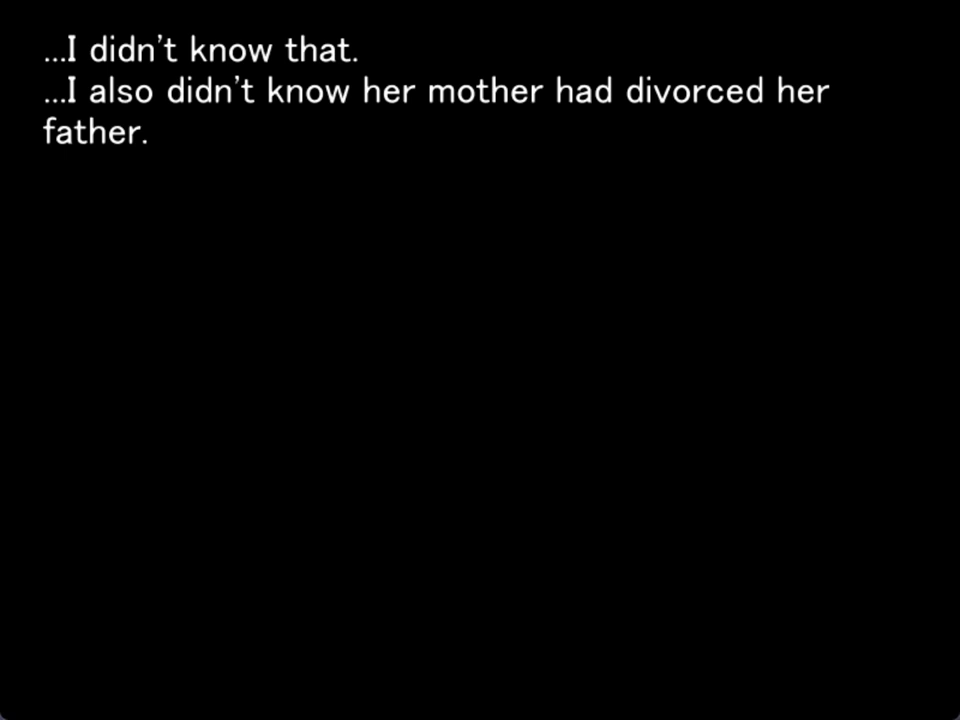 ...I didn't know that.
...I also didn't know her mother had divorced her
father.